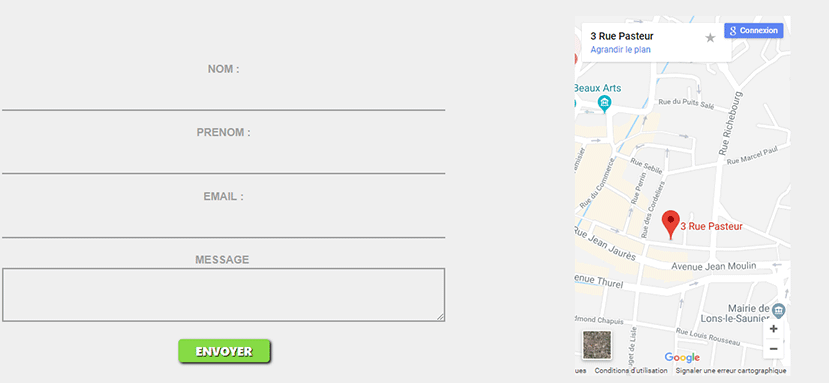 NOM :
PRENOM :
EMAIL :
MESSAGE
ENVOYER
3 Rue Pasteur
Agrandir le plan
Connexion
Beaux Arts
Rue du Puits Salé
Rue Richebourg
Rue Marcel Paul
Rue Sebile
Rue du Commerce
Rue Perrin
Rue des Cordeliers
3 Rue Pasteur
Rue Jean Jaurès
Avenue Jean Moulin
Avenue Thurel
Mairie de
Lons-le-Saunier
dmond Chapuis
Rue Louis Rousseau
uget de Lisle
Google
ues
Conditions d'utilisation
Signaler une erreur cartographique